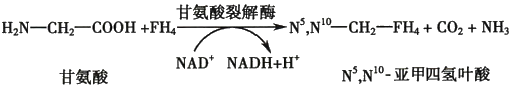 甘氨酸裂解酶
H₂N—CH₂—COOH+FH₄ N⁵,N¹⁰—CH₂—FH₄ + CO₂ + NH₃
NAD⁺ NADH+H⁺
甘氨酸 N⁵,N¹⁰-亚甲四氢叶酸